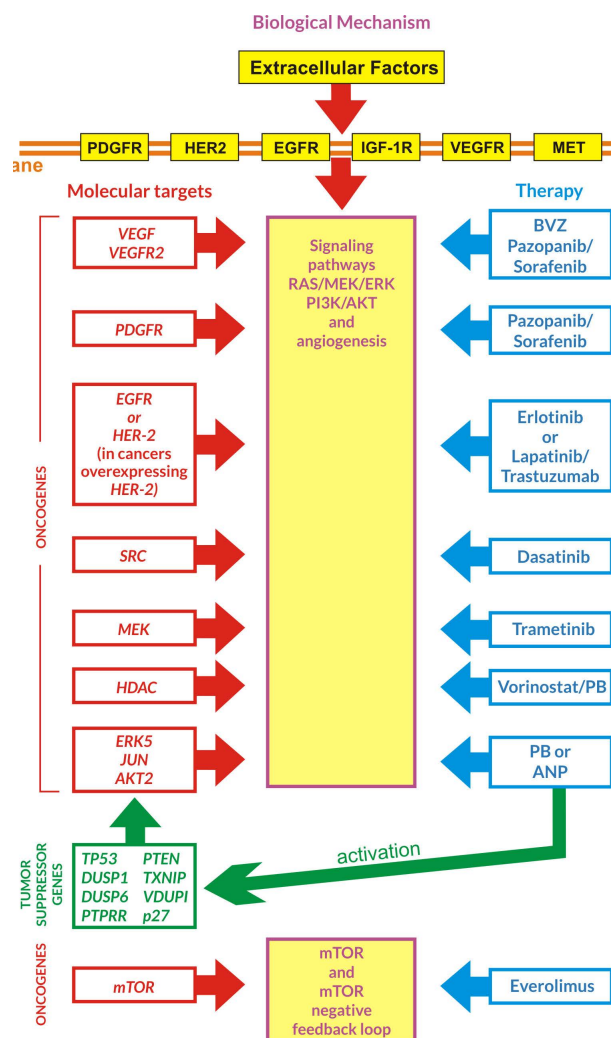 Biological Mechanism
Extracellular Factors
PDGFR
HER2
EGFR
IGF-1R
VEGFR
MET
ane
Molecular targets
Therapy
ONCOGENES
VEGF
VEGFR2
Signaling
pathways
RAS/MEK/ERK
PI3K/AKT
and
angiogenesis
BVZ
Pazopanib/
Sorafenib
PDGFR
Pazopanib/
Sorafenib
EGFR
or
HER-2
(in cancers
overexpressing
HER-2)
Erlotinib
or
Lapatinib/
Trastuzumab
SRC
Dasatinib
MEK
Trametinib
HDAC
Vorinostat/PB
ERK5
JUN
AKT2
PB or
ANP
activation
TUMOR
SUPPRESSOR
GENES
TP53 PTEN
DUSP1 TXNIP
DUSP6 VDUPI
PTPRR p27
ONCOGENES
mTOR
mTOR
and
mTOR
negative
feedback loop
Everolimus